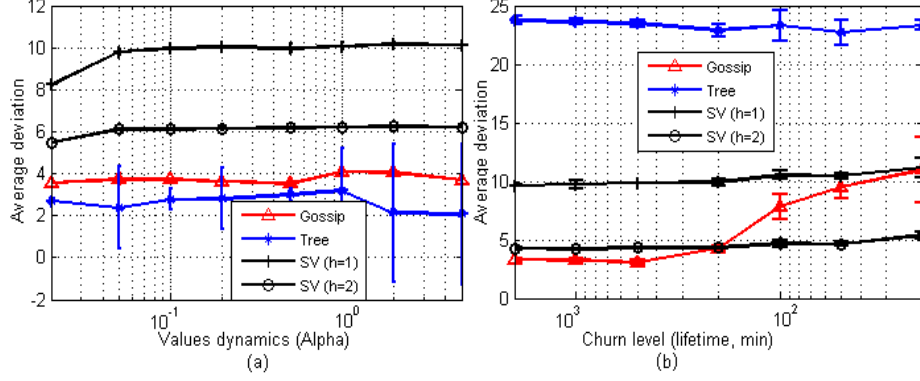 12
10
8
6
4
2
0
-2
Average deviation
Gossip
Tree
SV (h=1)
SV (h=2)
10^-1
10^0
Values dynamics (Alpha)
(a)
25
20
15
10
5
0
Average deviation
Gossip
Tree
SV (h=1)
SV (h=2)
10^3
10^2
Churn level (lifetime, min)
(b)